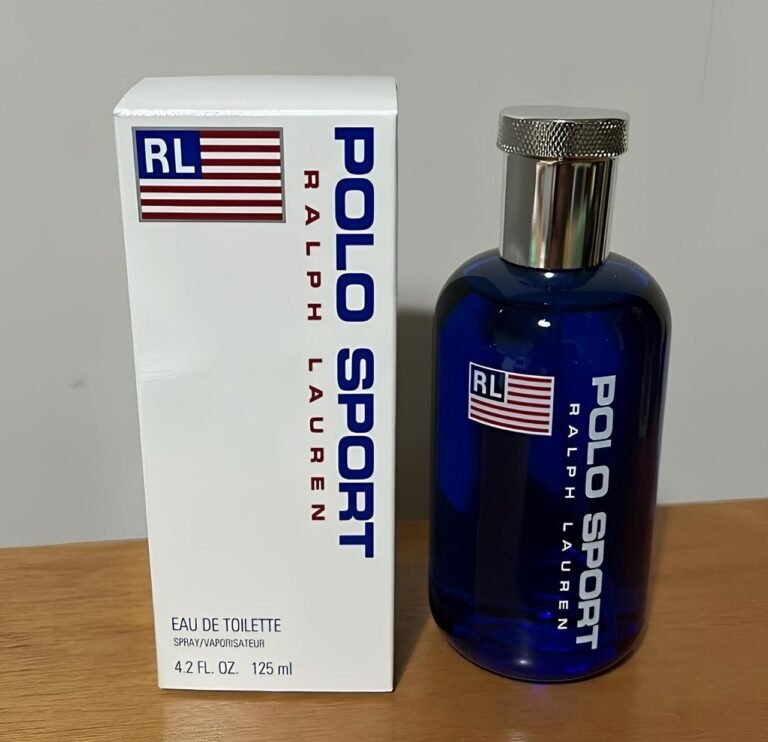 RL
POLO SPORT
RALPH LAUREN
EAU DE TOILETTE
SPRAY/VAPORISATEUR
4.2 FL. OZ. 125 ml
RL
POLO SPORT
RALPH LAUREN